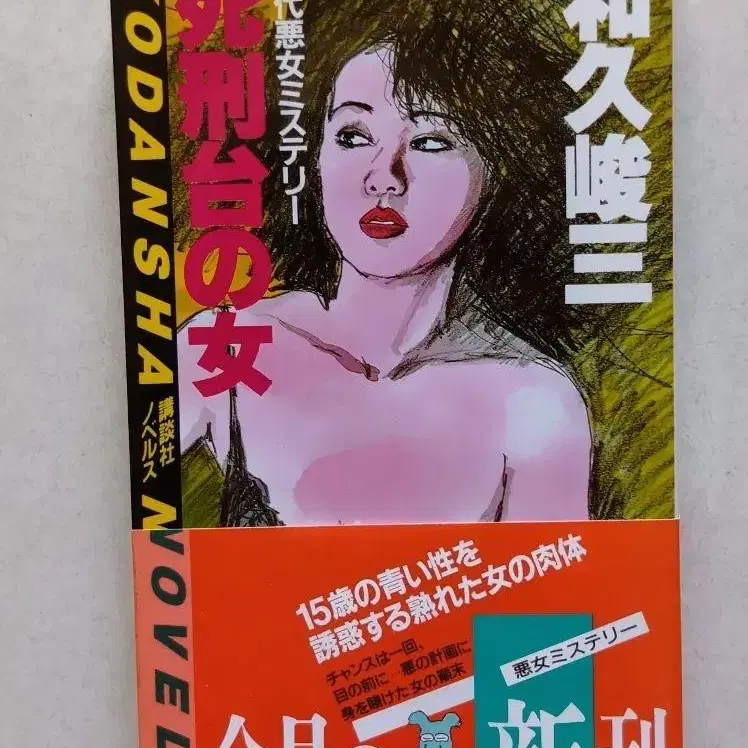 和久峻三
代悪女ミステリー
死刑台の女
KODANSHA NOVELS
講談社
ノベルス
15歳の青い性を
誘惑する熟れた女の肉体
チャンスは一回、
目の前に…悪の計画に
身を賭けた女の幕末
悪女ミステリー
今月の新刊